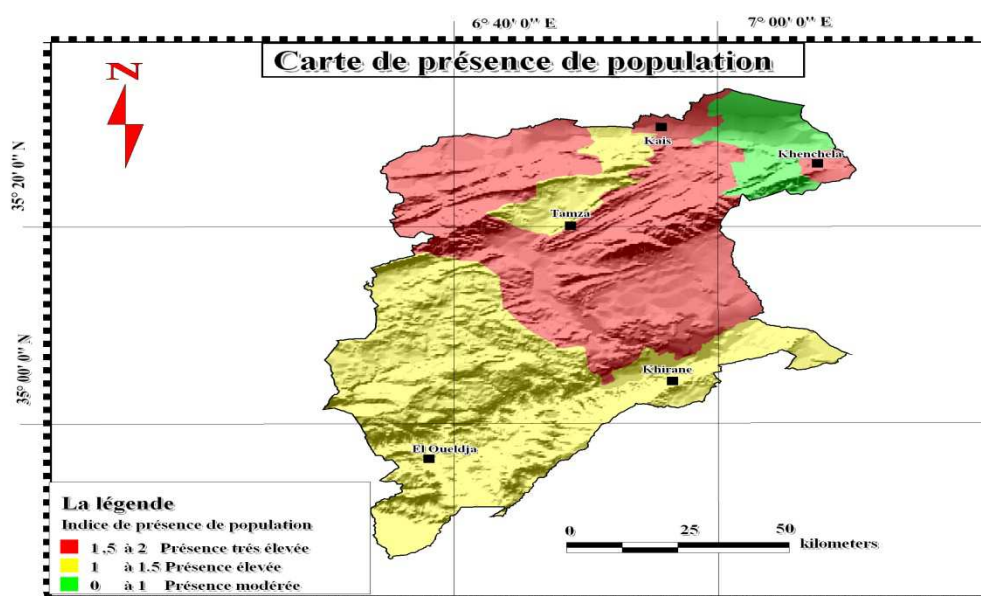 6° 40' 0'' E
7° 00' 0'' E
Carte de présence de population
N
35° 20' 0'' N
35° 00' 0'' N
Kais
Khenchela
Tamza
Khirane
El Oueldja
La légende
Indice de présence de population
1,5 à 2 Présence trés élevée
1 à 1.5 Présence élevée
0 à 1 Présence modérée
0 25 50
kilometers